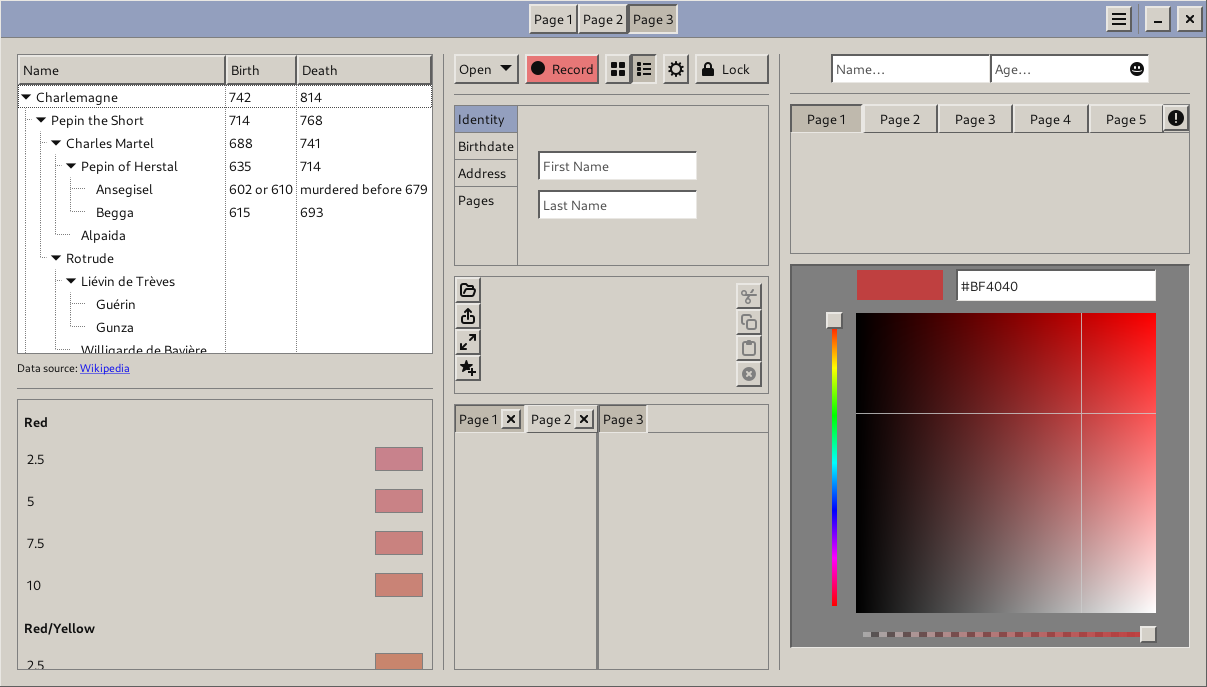 Page 1 Page 2 Page 3
Name Birth Death
Charlemagne 742 814
Pepin the Short 714 768
Charles Martel 688 741
Pepin of Herstal 635 714
Ansegisel 602 or 610 murdered before 679
Begga 615 693
Alpaida
Rotrude
Liévin de Trèves
Guérin
Gunza
Willigarde de Bavière
Data source: Wikipedia
Red
2.5
5
7.5
10
Red/Yellow
2.5
Open Record Lock
Identity
Birthdate
Address
Pages
First Name
Last Name
Page 1 Page 2 Page 3
Name... Age...
Page 1 Page 2 Page 3 Page 4 Page 5
#BF4040